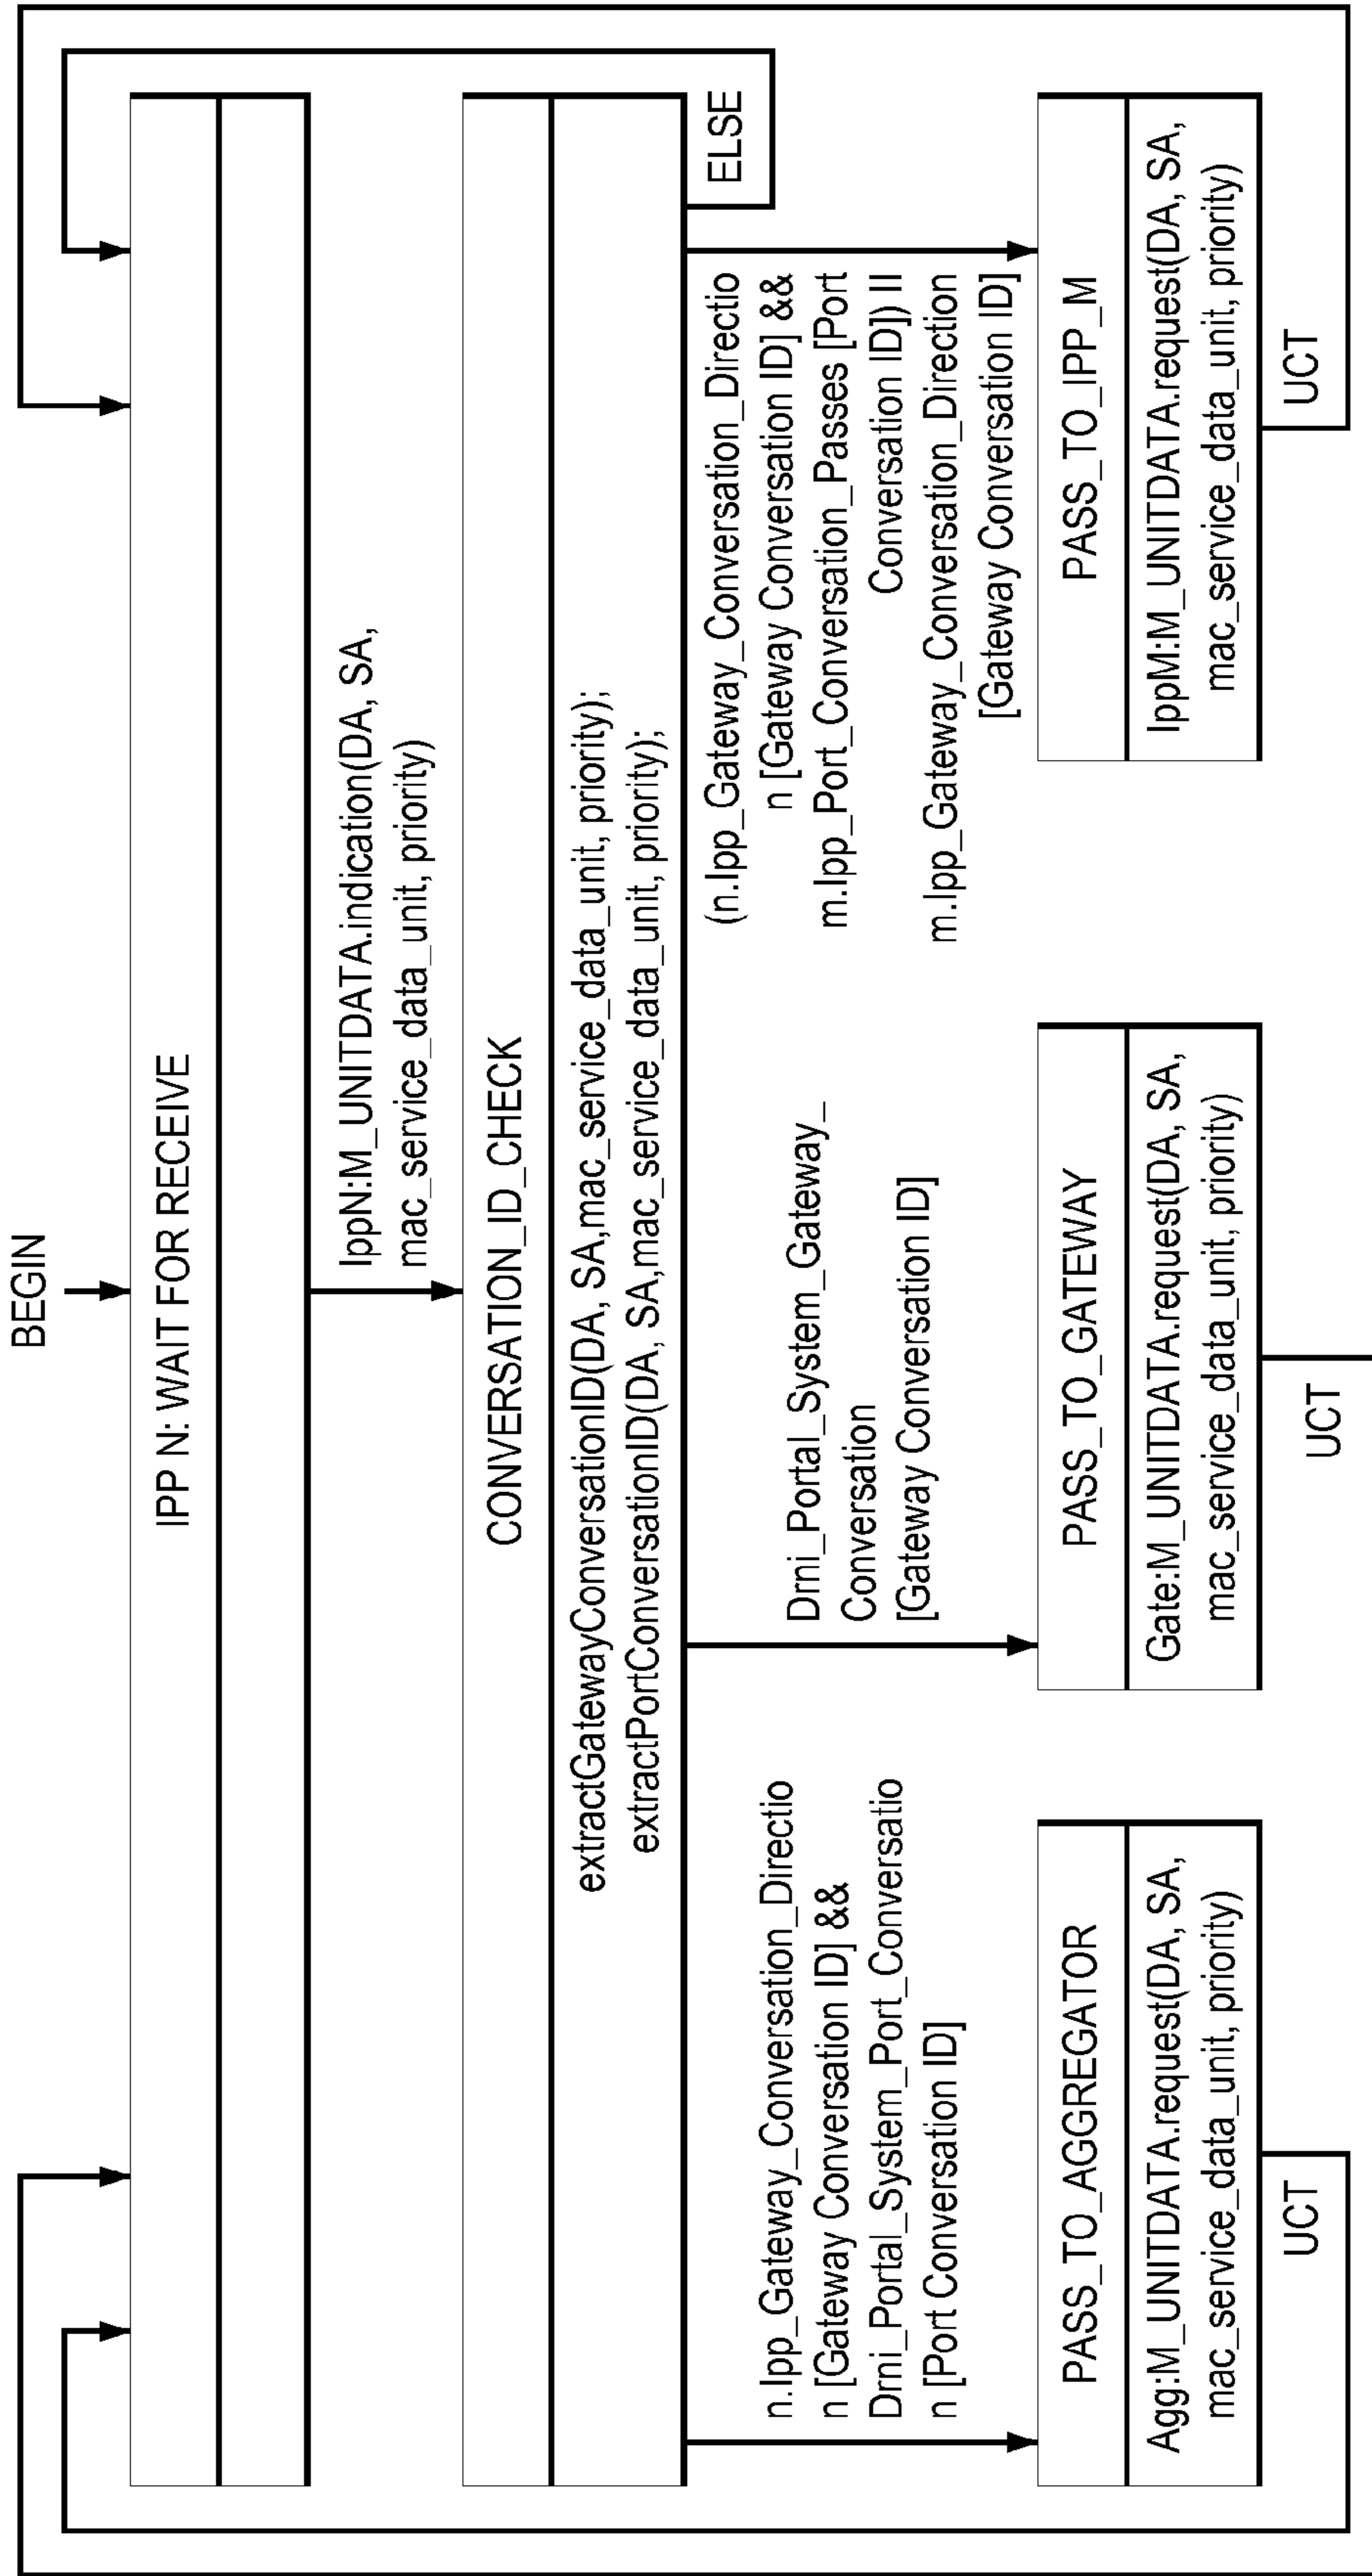 BEGIN
IPP N: WAIT FOR RECEIVE
IppN:M_UNITDATA.indication(DA, SA,
mac_service_data_unit, priority)
CONVERSATION_ID_CHECK
extractGatewayConversationID(DA, SA,mac_service_data_unit, priority);
extractPortConversationID(DA, SA,mac_service_data_unit, priority);
ELSE
n.Ipp_Gateway_Conversation_Directio
n [Gateway Conversation ID] &&
Drni_Portal_System_Port_Conversatio
n [Port Conversation ID]
Drni_Portal_System_Gateway_
Conversation
[Gateway Conversation ID]
(n.Ipp_Gateway_Conversation_Directio
n [Gateway Conversation ID] &&
m.Ipp_Port_Conversation_Passes [Port
Conversation ID]) II
m.Ipp_Gateway_Conversation_Direction
[Gateway Conversation ID]
PASS_TO_AGGREGATOR
Agg:M_UNITDATA.request(DA, SA,
mac_service_data_unit, priority)
UCT
PASS_TO_GATEWAY
Gate:M_UNITDATA.request(DA, SA,
mac_service_data_unit, priority)
UCT
PASS_TO_IPP_M
IppM:M_UNITDATA.request(DA, SA,
mac_service_data_unit, priority)
UCT